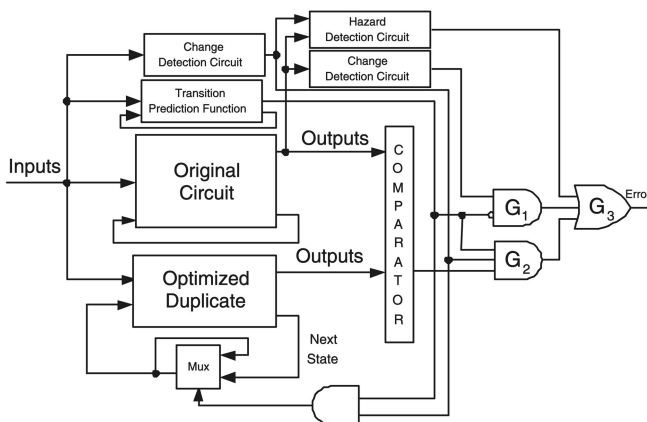 Hazard
Detection Circuit
Change
Detection Circuit
Change
Detection Circuit
Transition
Prediction Function
Outputs
Inputs
Original
Circuit
C
O
M
P
A
R
A
T
O
R
G1
G2
G3
Erro
Outputs
Optimized
Duplicate
Next
State
Mux